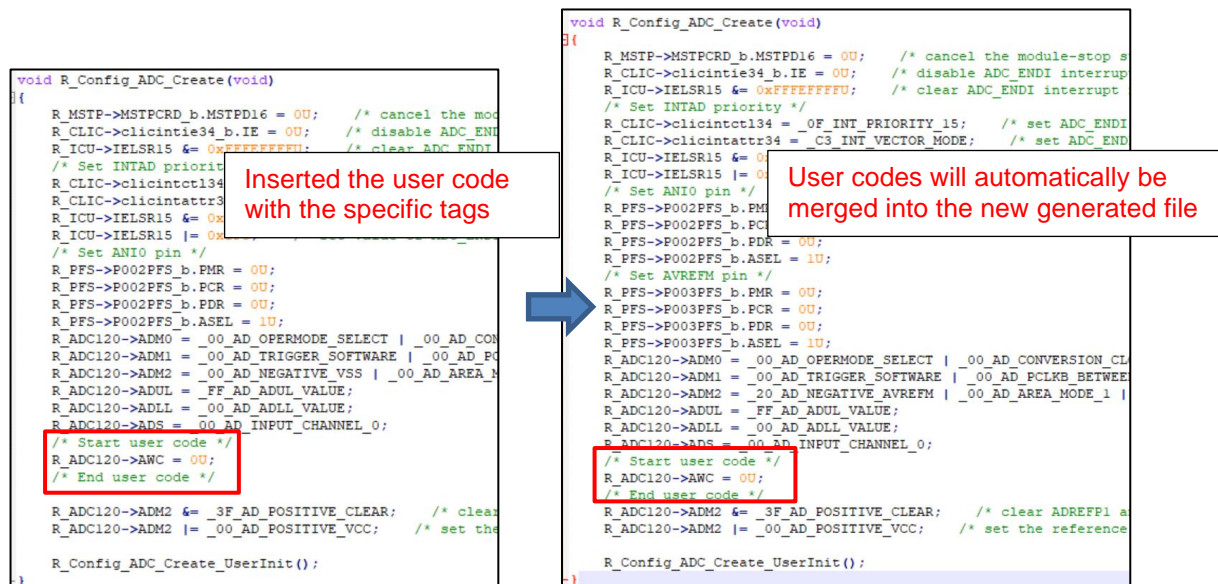 void R_Config_ADC_Create(void)
{
R_MSTP->MSTPCRD_b.MSTPD16 = 0U; /* cancel the mod
R_CLIC->clicintie34_b.IE = 0U; /* disable ADC_END
R_ICU->IELSR15 &= 0xFFFEFFFFU; /* clear ADC_ENDI
/* Set INTAD priorit
R_CLIC->clicintctl34
R_CLIC->clicintattr3
R_ICU->IELSR15 &= 0x
R_ICU->IELSR15 |= 0x
/* Set ANI0 pin */
R_PFS->P002PFS_b.PMR = 0U;
R_PFS->P002PFS_b.PCR = 0U;
R_PFS->P002PFS_b.PDR = 0U;
R_PFS->P002PFS_b.ASEL = 1U;
R_ADC120->ADM0 = _00_AD_OPERMODE_SELECT | _00_AD_CON
R_ADC120->ADM1 = _00_AD_TRIGGER_SOFTWARE | _00_AD_PC
R_ADC120->ADM2 = _00_AD_NEGATIVE_VSS | _00_AD_AREA_M
R_ADC120->ADUL = _FF_AD_ADUL_VALUE;
R_ADC120->ADLL = _00_AD_ADLL_VALUE;
R_ADC120->ADS = _00_AD_INPUT_CHANNEL_0;
/* Start user code */
R_ADC120->AWC = 0U;
/* End user code */
R_ADC120->ADM2 &= _3F_AD_POSITIVE_CLEAR; /* clear
R_ADC120->ADM2 |= _00_AD_POSITIVE_VCC; /* set the
R_Config_ADC_Create_UserInit();
}
Inserted the user code
with the specific tags
void R_Config_ADC_Create(void)
{
R_MSTP->MSTPCRD_b.MSTPD16 = 0U; /* cancel the module-stop s
R_CLIC->clicintie34_b.IE = 0U; /* disable ADC_ENDI interrup
R_ICU->IELSR15 &= 0xFFFEFFFFU; /* clear ADC_ENDI interrupt
/* Set INTAD priority */
R_CLIC->clicintctl34 = _0F_INT_PRIORITY_15; /* set ADC_ENDI
R_CLIC->clicintattr34 = _C3_INT_VECTOR_MODE; /* set ADC_END
R_ICU->IELSR15 &= 0
R_ICU->IELSR15 |= 0
/* Set ANI0 pin */
R_PFS->P002PFS_b.PM
R_PFS->P002PFS_b.PC
R_PFS->P002PFS_b.PDR = 0U;
R_PFS->P002PFS_b.ASEL = 1U;
/* Set AVREFM pin */
R_PFS->P003PFS_b.PMR = 0U;
R_PFS->P003PFS_b.PCR = 0U;
R_PFS->P003PFS_b.PDR = 0U;
R_PFS->P003PFS_b.ASEL = 1U;
R_ADC120->ADM0 = _00_AD_OPERMODE_SELECT | _00_AD_CONVERSION_CL
R_ADC120->ADM1 = _00_AD_TRIGGER_SOFTWARE | _00_AD_PCLKB_BETWEE
R_ADC120->ADM2 = _20_AD_NEGATIVE_AVREFM | _00_AD_AREA_MODE_1 |
R_ADC120->ADUL = _FF_AD_ADUL_VALUE;
R_ADC120->ADLL = _00_AD_ADLL_VALUE;
R_ADC120->ADS = _00_AD_INPUT_CHANNEL_0;
/* Start user code */
R_ADC120->AWC = 0U;
/* End user code */
R_ADC120->ADM2 &= _3F_AD_POSITIVE_CLEAR; /* clear ADREFP1 a
R_ADC120->ADM2 |= _00_AD_POSITIVE_VCC; /* set the reference
R_Config_ADC_Create_UserInit();
}
User codes will automatically be
merged into the new generated file